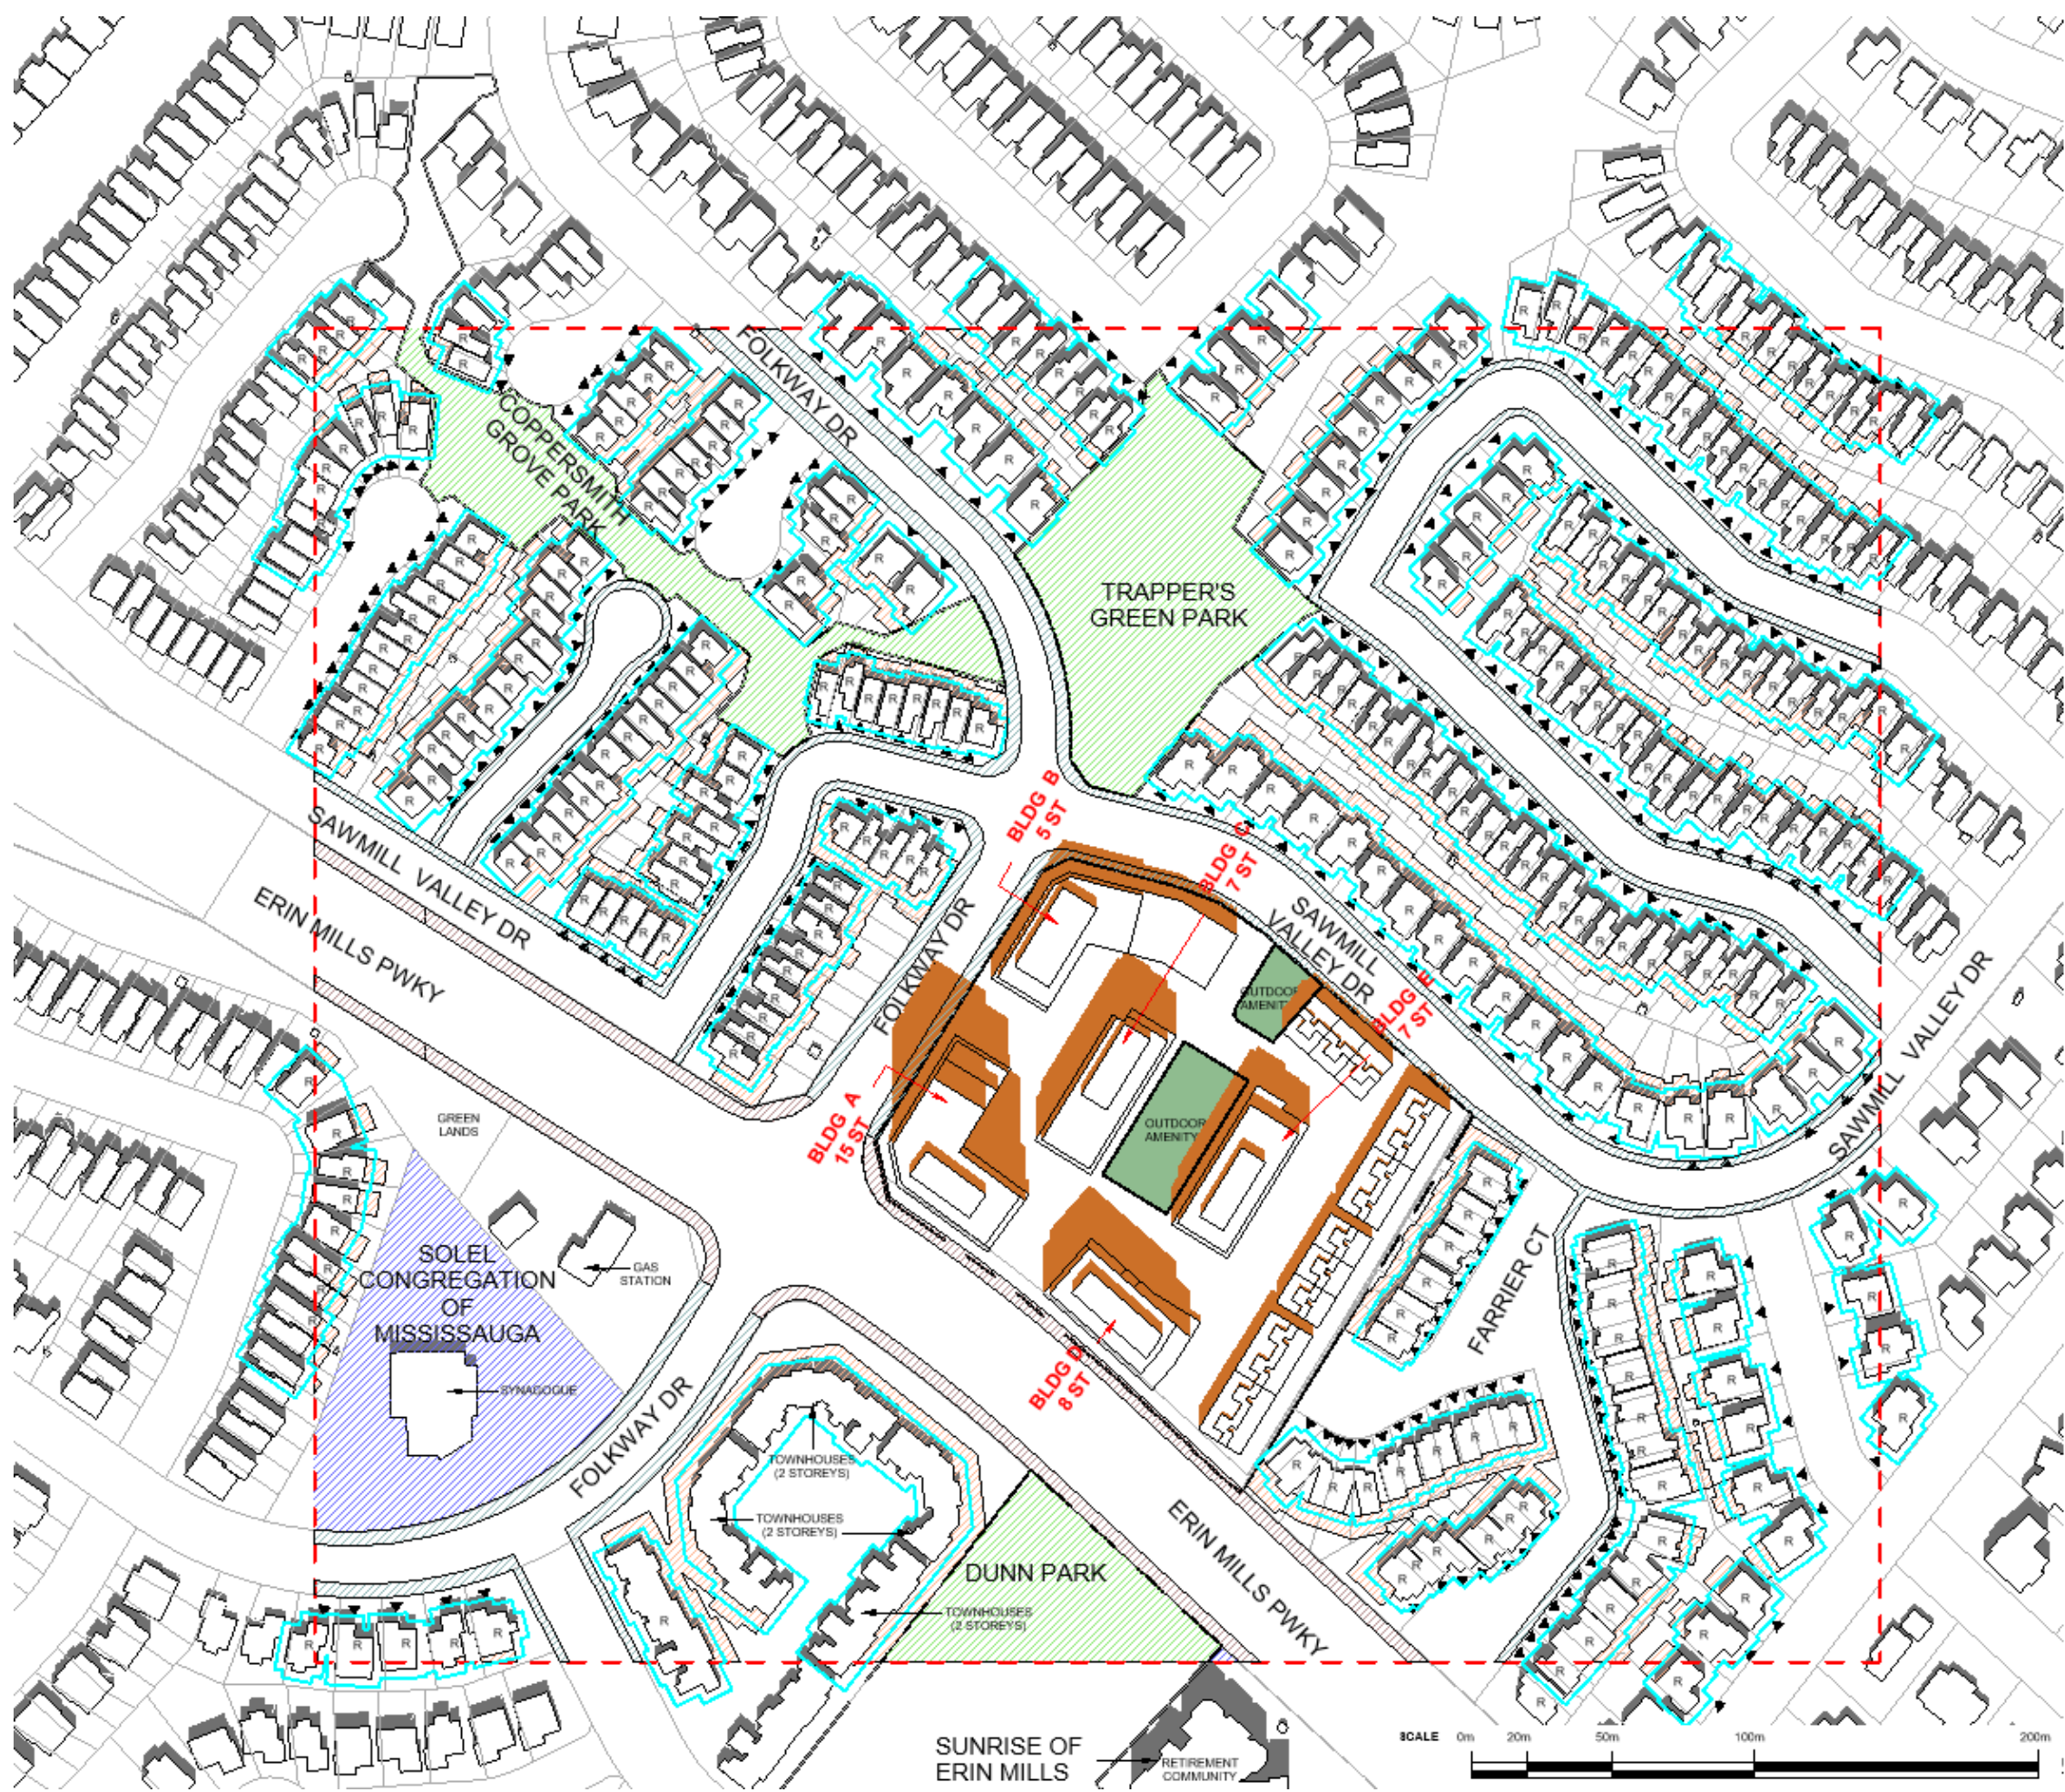 FOLKWAY DR
COPPERSMITH
GROVE PARK
TRAPPER'S
GREEN PARK
BLDG B
5 ST
BLDG C
7 ST
SAWMILL VALLEY DR
ERIN MILLS PWKY
SAWMILL
VALLEY DR
FOLKWAY DR
OUTDOOR
AMENITY
BLDG E
7 ST
SAWMILL VALLEY DR
BLDG A
15 ST
GREEN
LANDS
OUTDOOR
AMENITY
SOLEL
CONGREGATION
OF
MISSISSAUGA
GAS
STATION
FARRIER CT
SYNAGOGUE
BLDG D
8 ST
FOLKWAY DR
TOWNHOUSES
(2 STOREYS)
TOWNHOUSES
(2 STOREYS)
ERIN MILLS PWKY
DUNN PARK
TOWNHOUSES
(2 STOREYS)
SUNRISE OF
ERIN MILLS
RETIREMENT
COMMUNITY
SCALE 0m 20m 50m 100m 200m